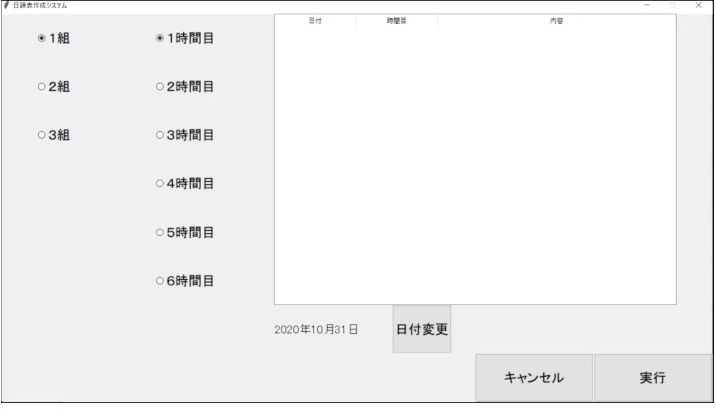 日課表作成システム
1組
1時間目
日付 時間目 内容
2組
2時間目
3組
3時間目
4時間目
5時間目
6時間目
2020年10月31日
日付変更
キャンセル
実行